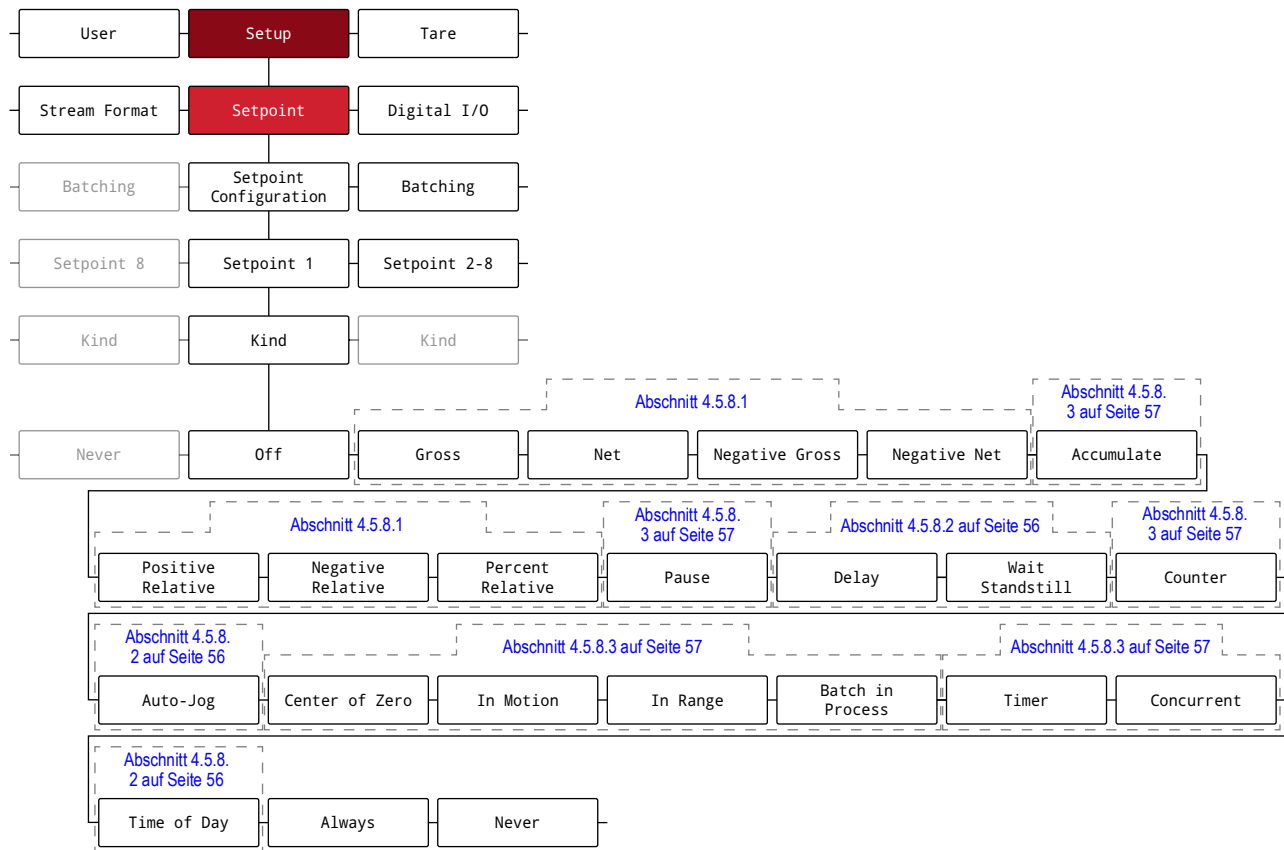 User
Setup
Tare
Stream Format
Setpoint
Digital I/O
Batching
Setpoint
Configuration
Batching
Setpoint 8
Setpoint 1
Setpoint 2-8
Kind
Kind
Kind
Abschnitt 4.5.8.1
Abschnitt 4.5.8.
3 auf Seite 57
Never
Off
Gross
Net
Negative Gross
Negative Net
Accumulate
Abschnitt 4.5.8.1
Abschnitt 4.5.8.
3 auf Seite 57
Abschnitt 4.5.8.2 auf Seite 56
Abschnitt 4.5.8.
3 auf Seite 57
Positive
Relative
Negative
Relative
Percent
Relative
Pause
Delay
Wait
Standstill
Counter
Abschnitt 4.5.8.
2 auf Seite 56
Abschnitt 4.5.8.3 auf Seite 57
Abschnitt 4.5.8.3 auf Seite 57
Auto-Jog
Center of Zero
In Motion
In Range
Batch in
Process
Timer
Concurrent
Abschnitt 4.5.8.
2 auf Seite 56
Time of Day
Always
Never